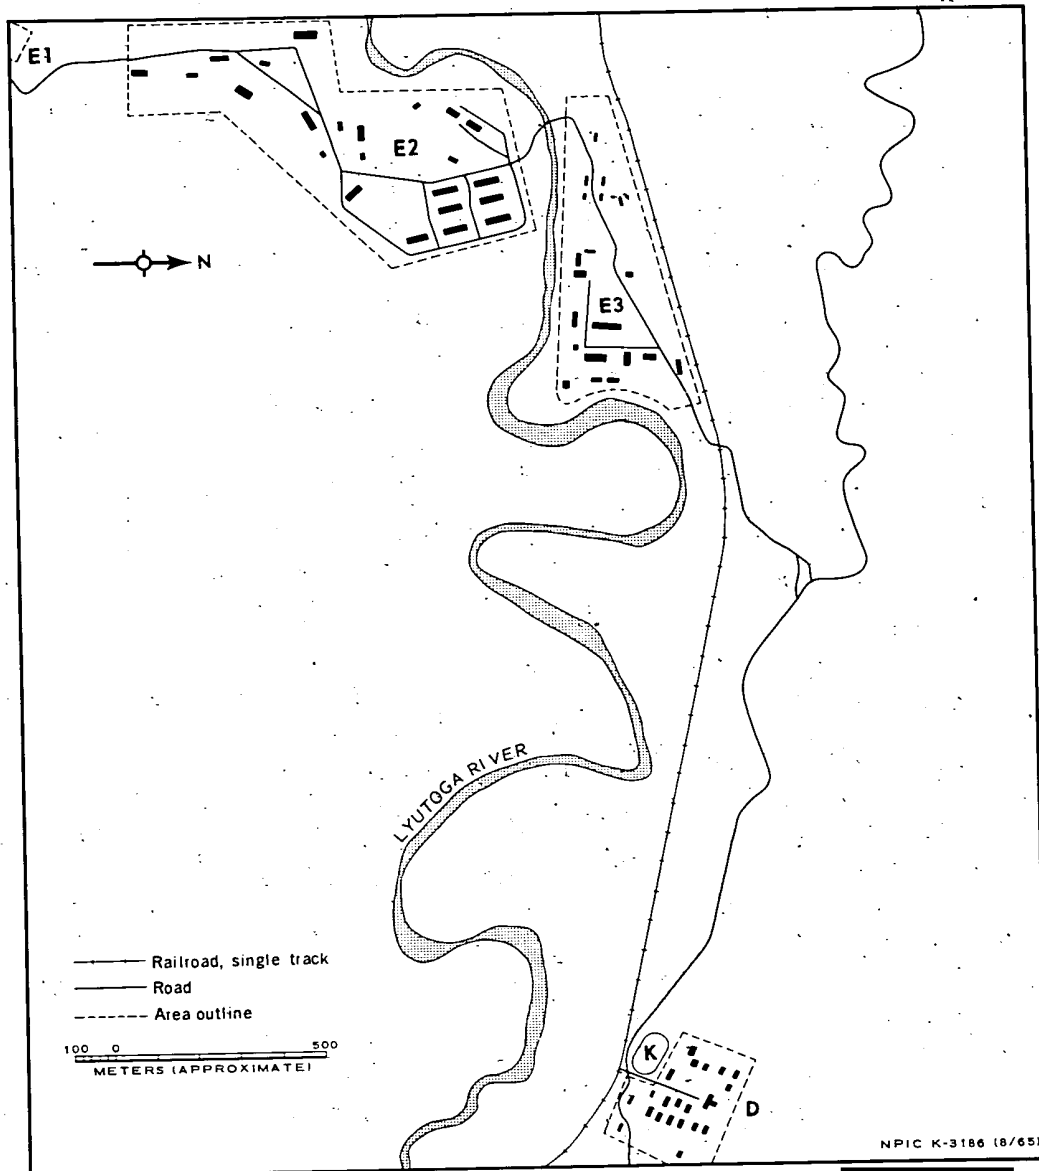 E1
E2
N
E3
LYUTOGA RIVER
Railroad, single track
Road
Area outline
100 0 500
METERS (APPROXIMATE)
K
D
NPIC K-3186 (8/65)